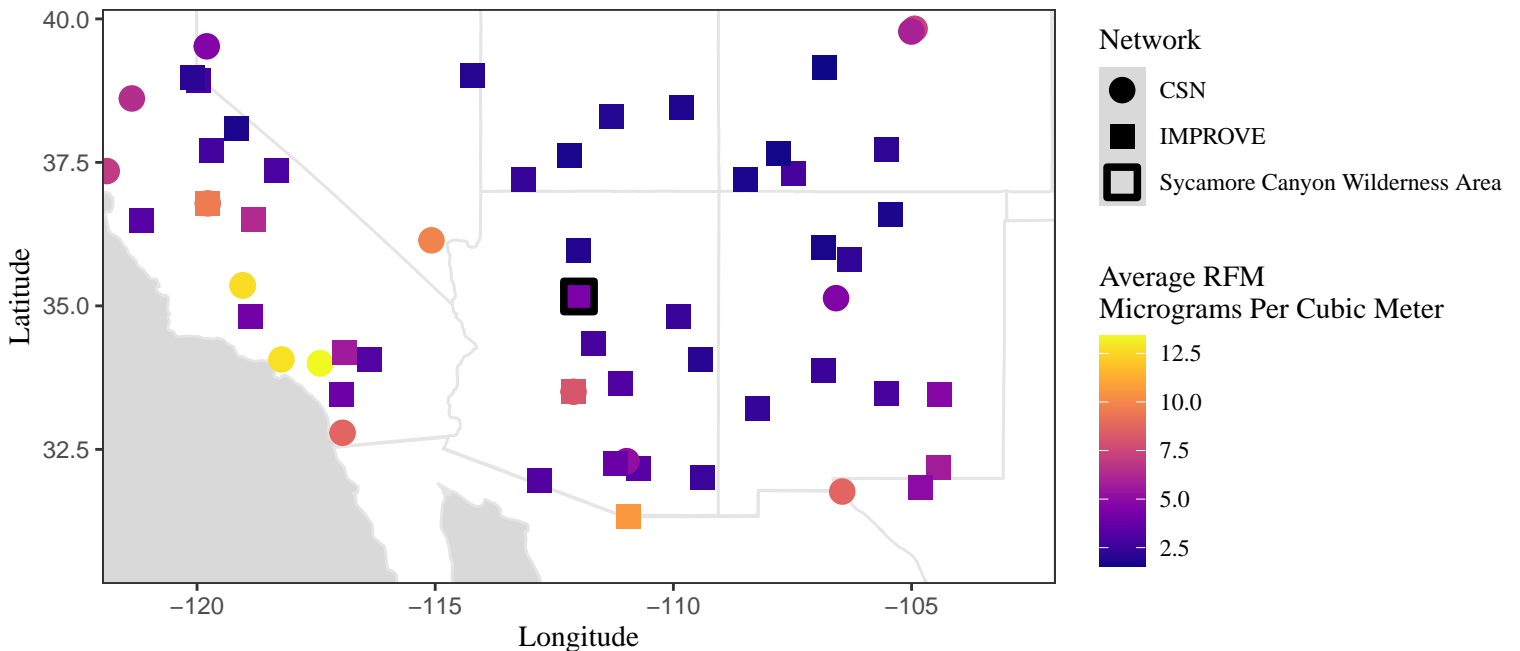 40.0
37.5
35.0
32.5
Latitude
−120
−115
−110
−105
Longitude
Network
CSN
IMPROVE
Sycamore Canyon Wilderness Area
Average RFM
Micrograms Per Cubic Meter
12.5
10.0
7.5
5.0
2.5